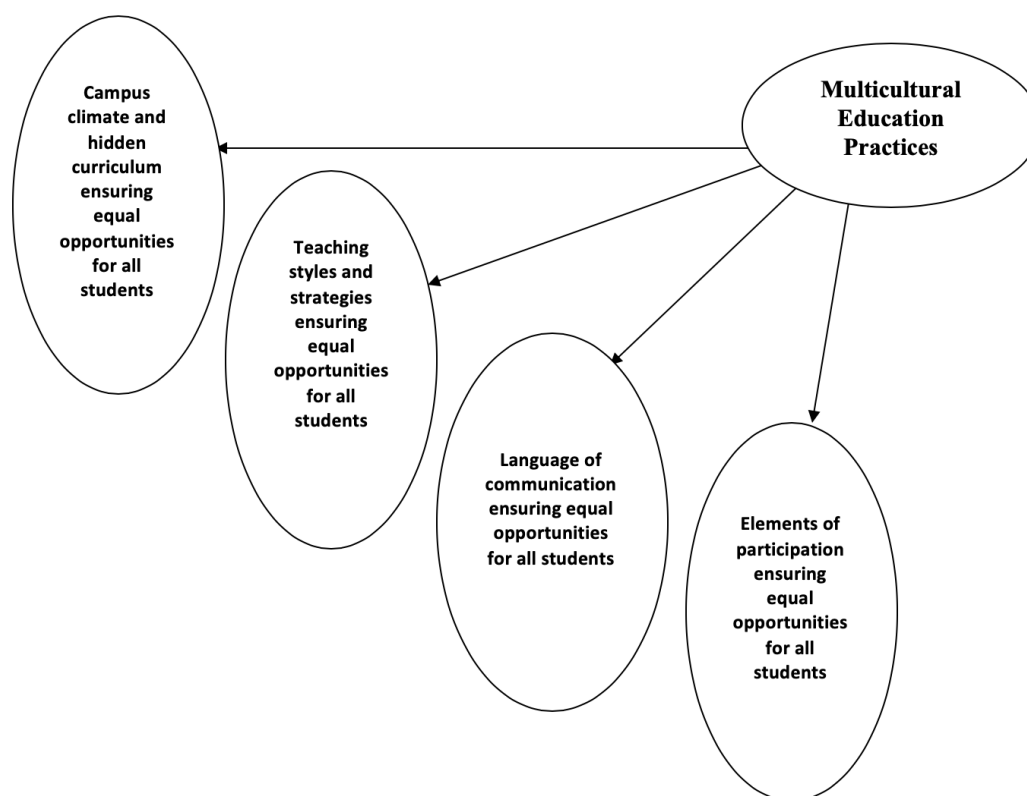 Multicultural
Education
Practices
Campus
climate and
hidden
curriculum
ensuring
equal
opportunities
for all
students
Teaching
styles and
strategies
ensuring
equal
opportunities
for all
students
Language of
communication
ensuring equal
opportunities
for all students
Elements of
participation
ensuring
equal
opportunities
for all
students